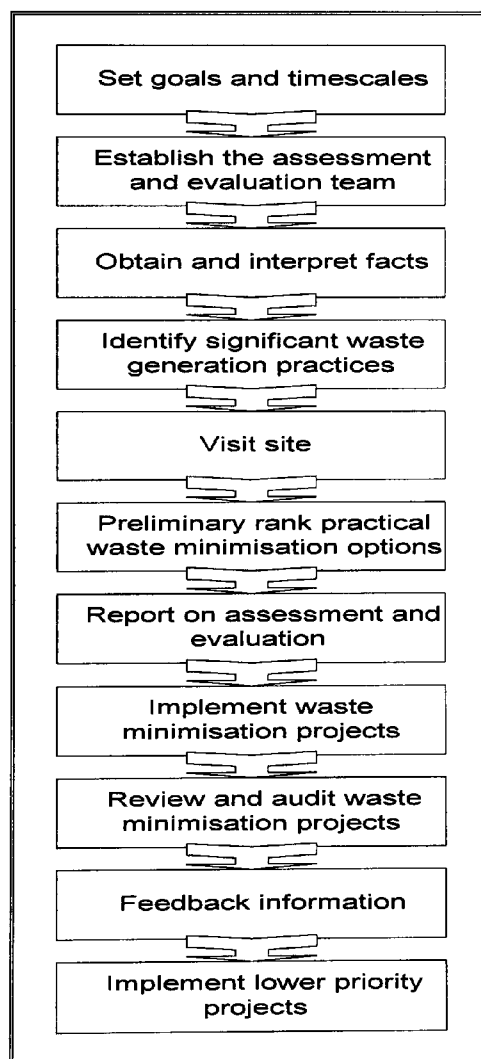 Set goals and timescales
Establish the assessment
and evaluation team
Obtain and interpret facts
Identify significant waste
generation practices
Visit site
Preliminary rank practical
waste minimisation options
Report on assessment and
evaluation
Implement waste
minimisation projects
Review and audit waste
minimisation projects
Feedback information
Implement lower priority
projects